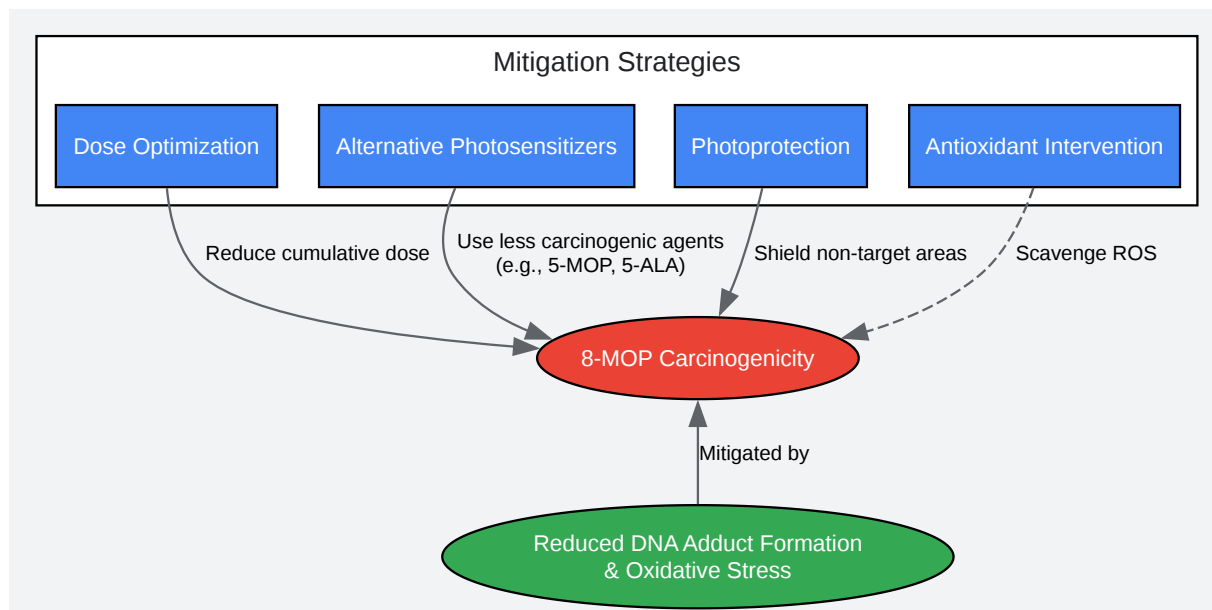 Mitigation Strategies
Dose Optimization
Alternative Photosensitizers
Photoprotection
Antioxidant Intervention
Reduce cumulative dose
Use less carcinogenic agents
(e.g., 5-MOP, 5-ALA)
Shield non-target areas
Scavenge ROS
8-MOP Carcinogenicity
Mitigated by
Reduced DNA Adduct Formation
& Oxidative Stress